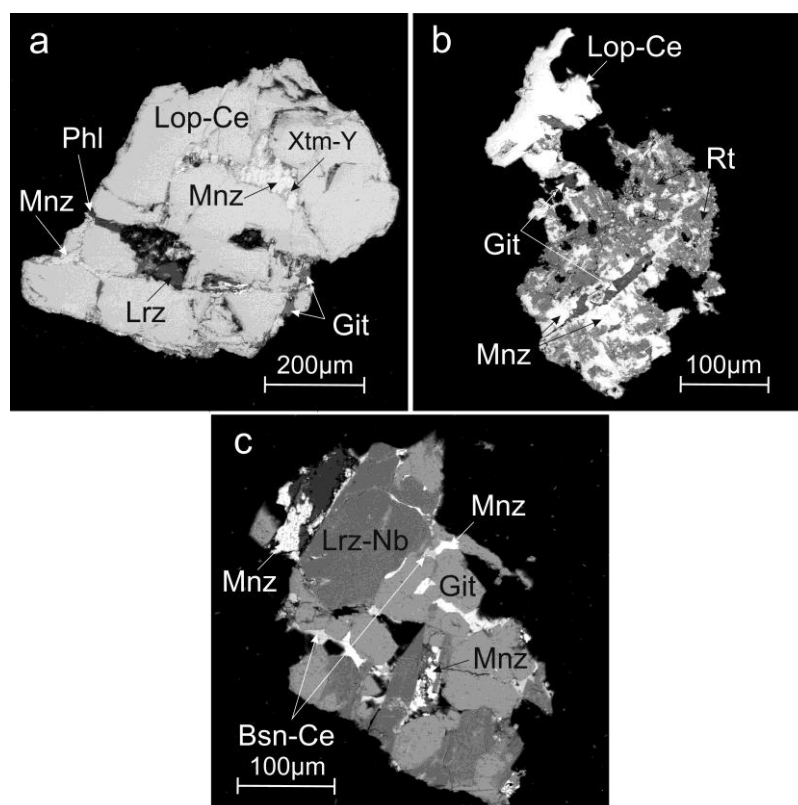 a
Lop-Ce
Xtm-Y
Phl
Mnz
Mnz
Lrz
Git
200µm
b
Lop-Ce
Rt
Git
Mnz
100µm
c
Mnz
Lrz-Nb
Mnz
Git
Mnz
Bsn-Ce
100µm